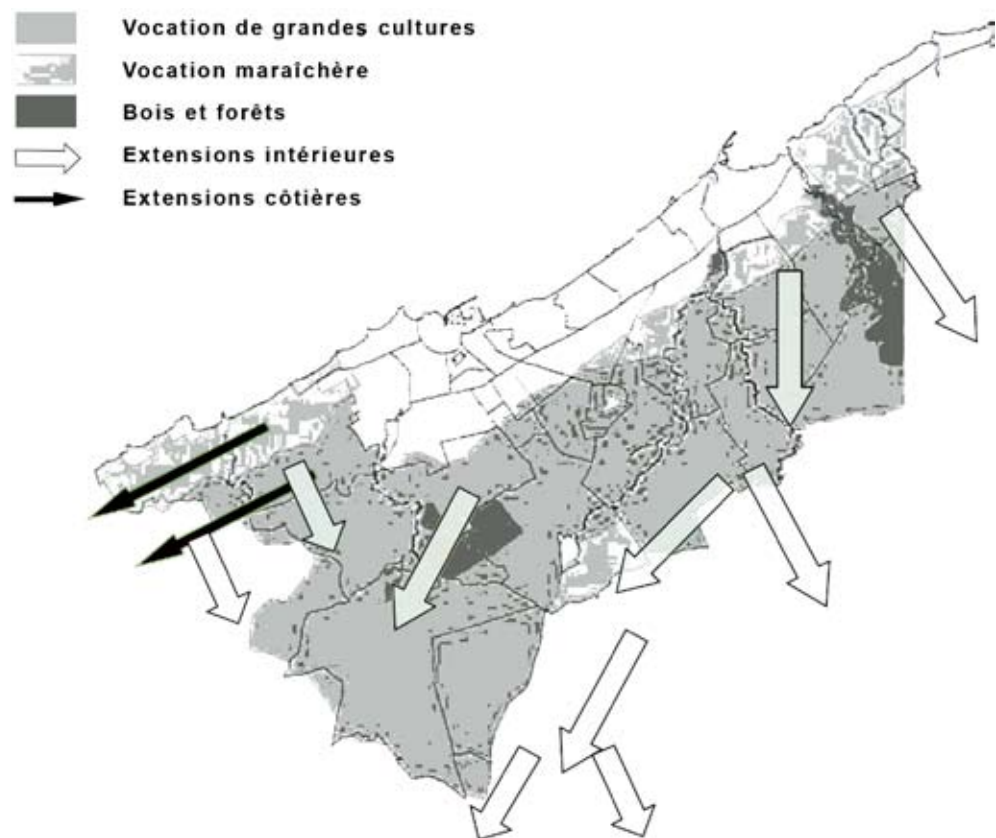 Vocation de grandes cultures
Vocation maraîchère
Bois et forêts
Extensions intérieures
Extensions côtières